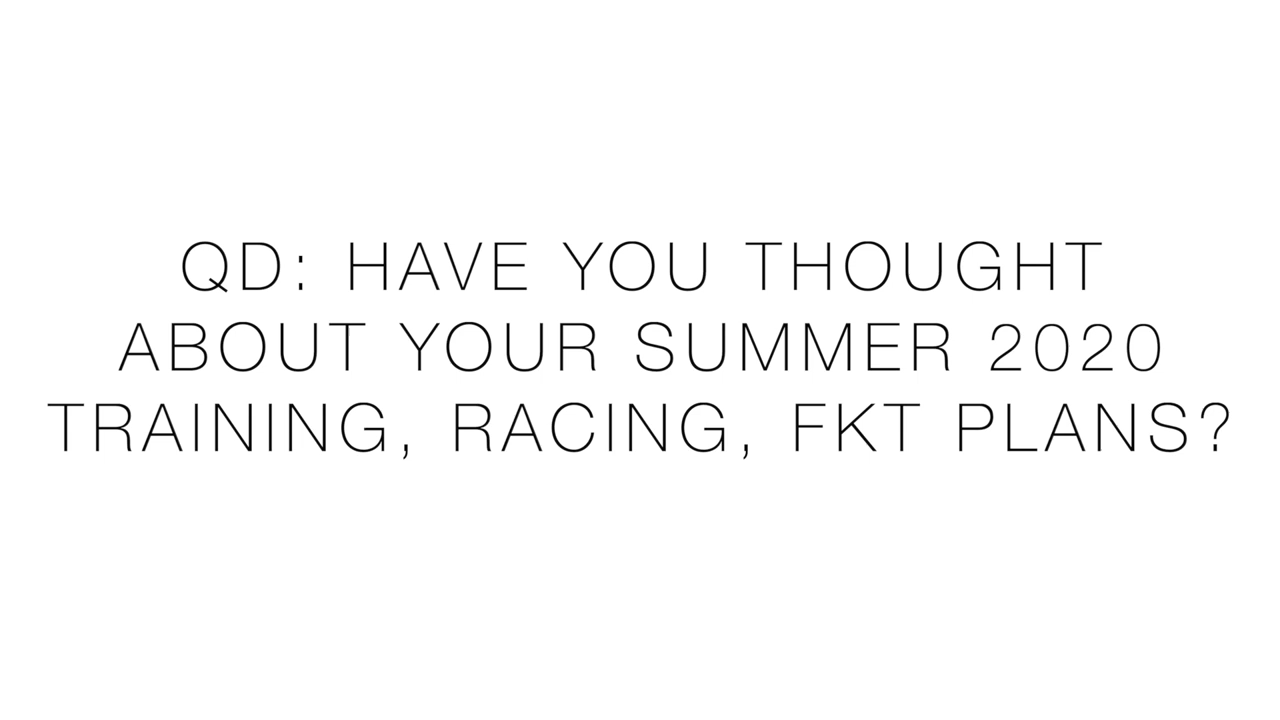 QD: HAVE YOU THOUGHT
ABOUT YOUR SUMMER 2020
TRAINING, RACING, FKT PLANS?